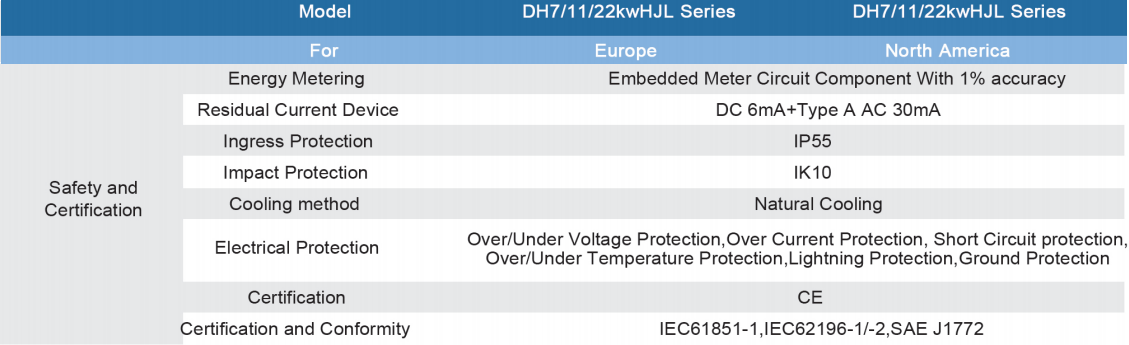 Model DH7/11/22kwHJL Series DH7/11/22kwHJL Series
For Europe North America
Safety and
Certification
Energy Metering Embedded Meter Circuit Component With 1% accuracy
Residual Current Device DC 6mA+Type A AC 30mA
Ingress Protection IP55
Impact Protection IK10
Cooling method Natural Cooling
Electrical Protection Over/Under Voltage Protection,Over Current Protection, Short Circuit protection,
Over/Under Temperature Protection,Lightning Protection,Ground Protection
Certification CE
Certification and Conformity IEC61851-1,IEC62196-1/-2,SAE J1772